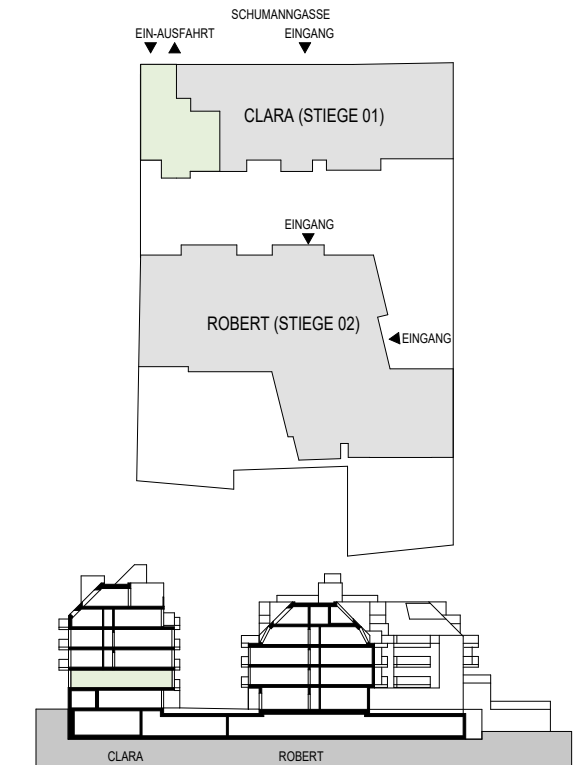 SCHUMANNGASSE
EIN-AUSFAHRT EINGANG
CLARA (STIEGE 01)
EINGANG
ROBERT (STIEGE 02)
EINGANG
CLARA ROBERT